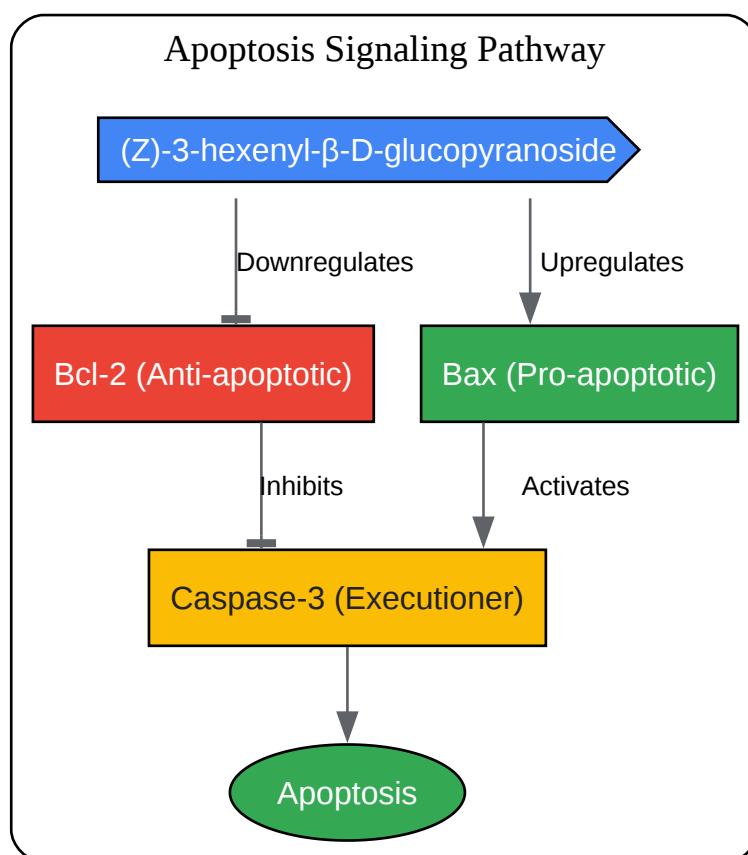 Apoptosis Signaling Pathway
(Z)-3-hexenyl-β-D-glucopyranoside
Downregulates
Upregulates
Bcl-2 (Anti-apoptotic)
Bax (Pro-apoptotic)
Inhibits
Activates
Caspase-3 (Executioner)
Apoptosis